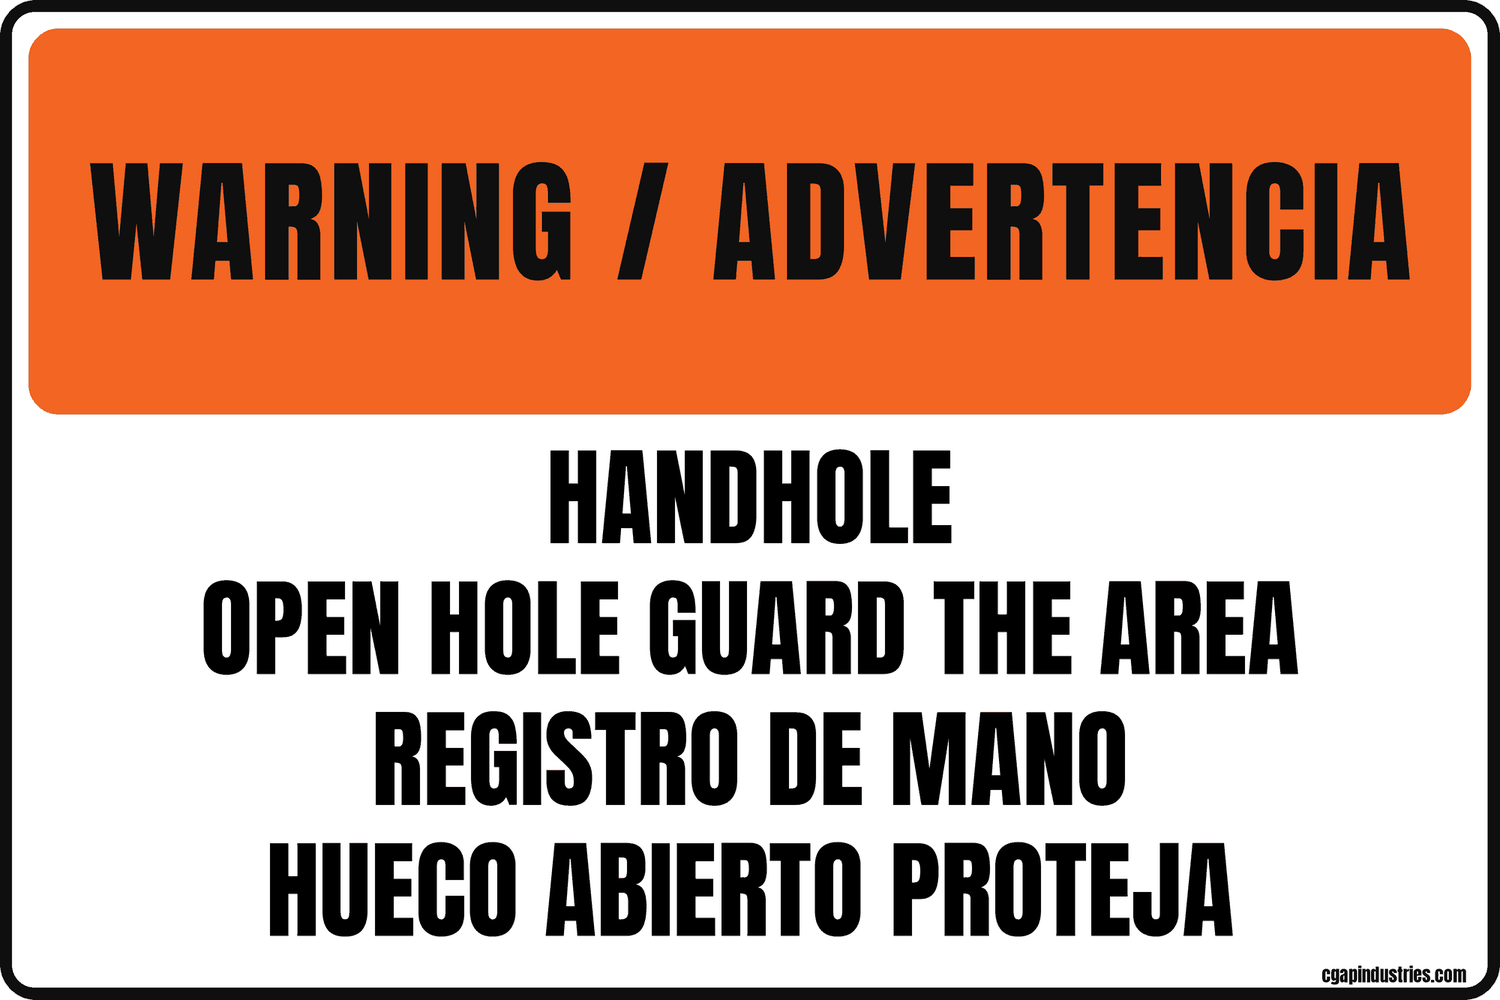 WARNING / ADVERTENCIA
HANDHOLE
OPEN HOLE GUARD THE AREA
REGISTRO DE MANO
HUECO ABIERTO PROTEJA
cgapindustries.com